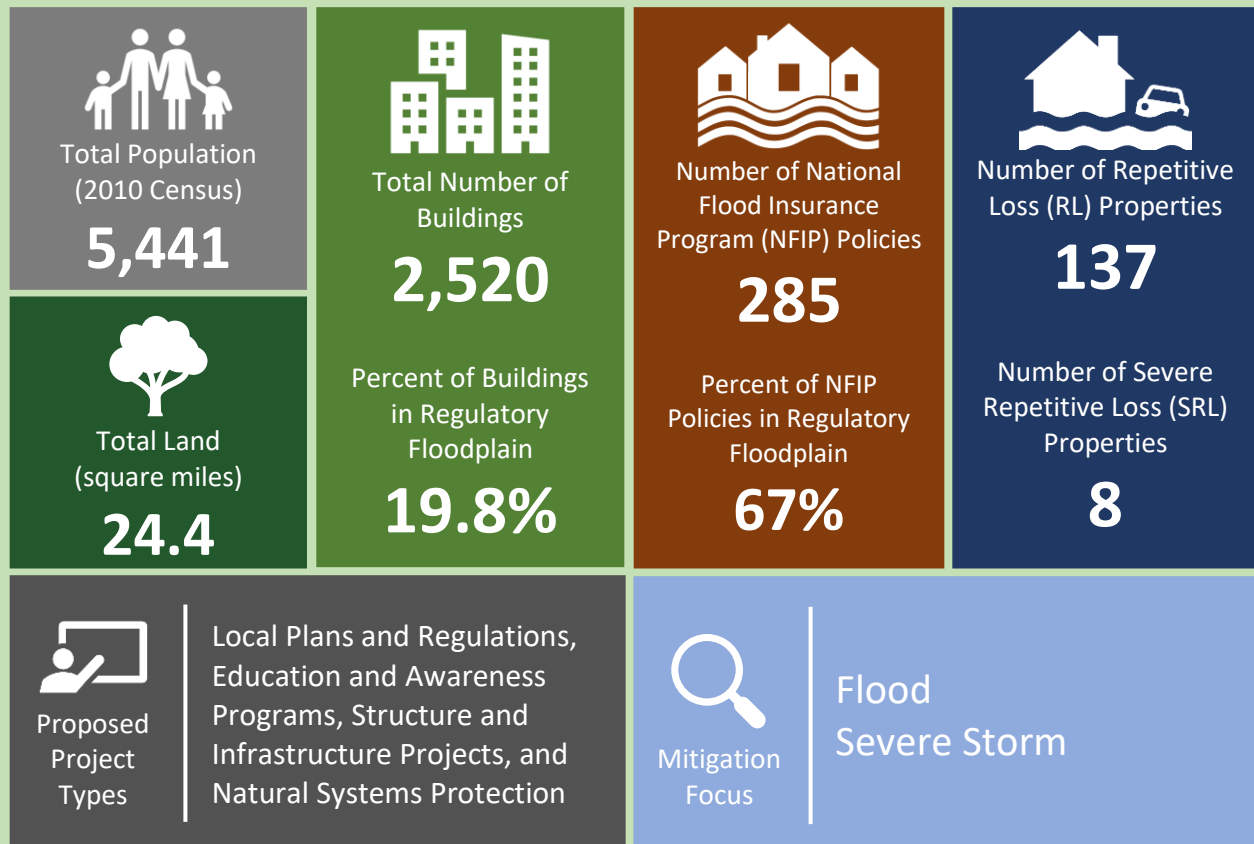 Total Population
(2010 Census)
5,441
Total Land
(square miles)
24.4
Total Number of
Buildings
2,520
Percent of Buildings
in Regulatory
Floodplain
19.8%
Number of National
Flood Insurance
Program (NFIP) Policies
285
Percent of NFIP
Policies in Regulatory
Floodplain
67%
Number of Repetitive
Loss (RL) Properties
137
Number of Severe
Repetitive Loss (SRL)
Properties
8
Proposed
Project
Types
Local Plans and Regulations,
Education and Awareness
Programs, Structure and
Infrastructure Projects, and
Natural Systems Protection
Mitigation
Focus
Flood
Severe Storm